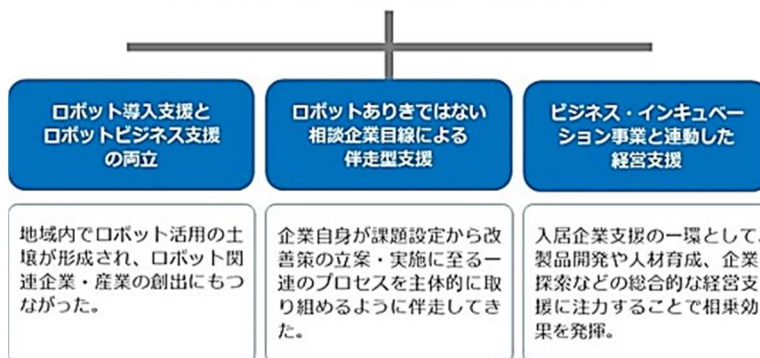 ロボット導入支援と
ロボットビジネス支援
の両立
ロボットありきではない
相談企業目線による
伴走型支援
ビジネス・インキュベー
ション事業と連動した
経営支援
地域内でロボット活用の土
壌が形成され、ロボット関
連企業・産業の創出にもつ
ながった。
企業自身が課題設定から改
善策の立案・実施に至る一
連のプロセスを主体的に取
り組めるように伴走してき
た。
入居企業支援の一環として、
製品開発や人材育成、企業
探索などの総合的な経営支
援に注力することで相乗効
果を発揮。